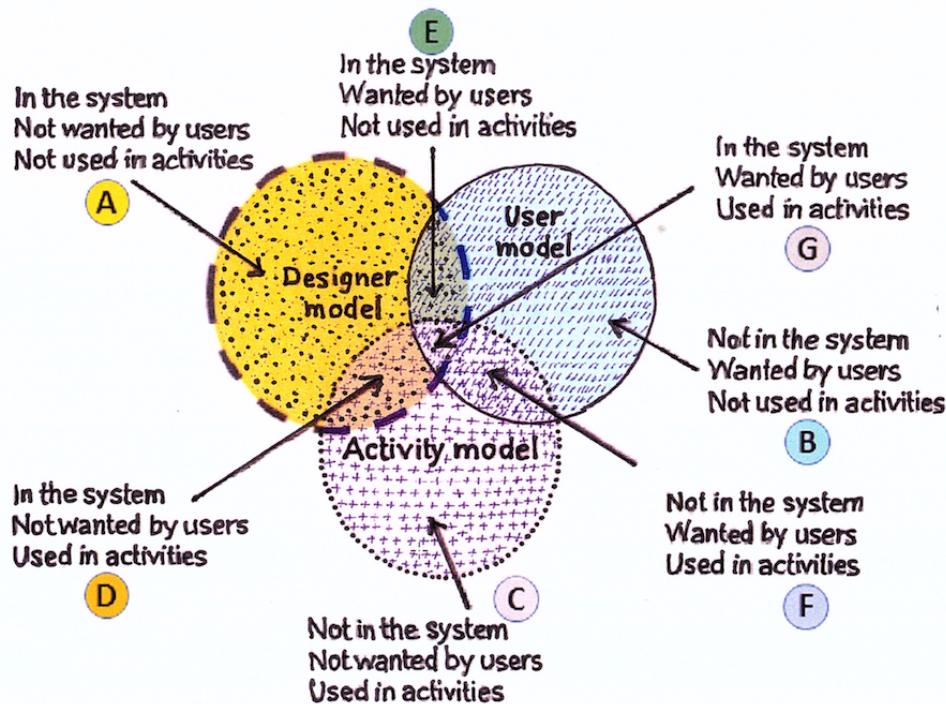 E
In the system
Wanted by users
Not used in activities
In the system
Not wanted by users
Not used in activities
A
In the system
Wanted by users
Used in activities
G
User
model
Designer
model
Not in the system
Wanted by users
Not used in activities
B
Activity model
In the system
Not wanted by users
Used in activities
D
Not in the system
Wanted by users
Used in activities
F
C
Not in the system
Not wanted by users
Used in activities